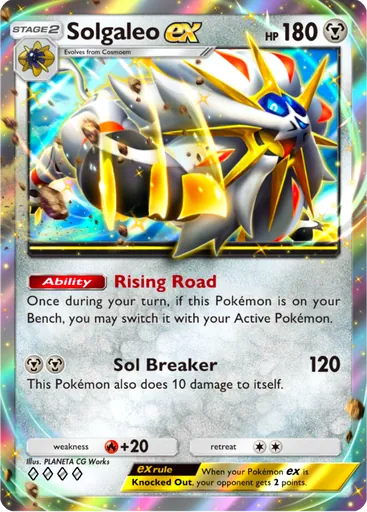 STAGE 2 Solgaleo ex HP 180
Evolves from Cosmoem
Ability Rising Road
Once during your turn, if this Pokémon is on your
Bench, you may switch it with your Active Pokémon.
Sol Breaker 120
This Pokémon also does 10 damage to itself.
weakness +20 retreat
Illus. PLANETA CG Works
ex rule When your Pokémon ex is
Knocked Out, your opponent gets 2 points.